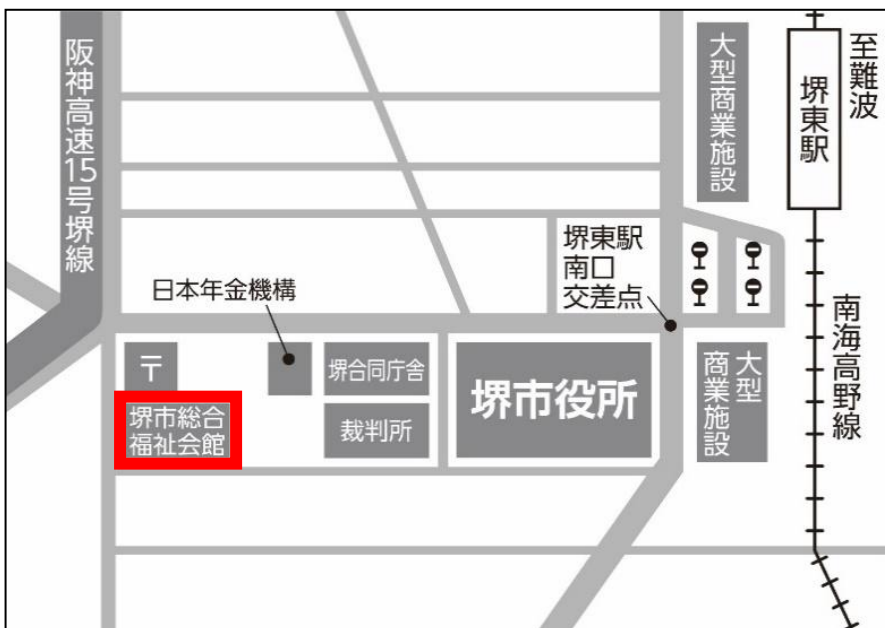 阪神高速15号堺線
大型商業施設
堺東駅
至難波
堺東駅
南口
交差点
日本年金機構
南海高野線
〒
堺合同庁舎
堺市役所
大型
商業施設
堺市総合
福祉会館
裁判所